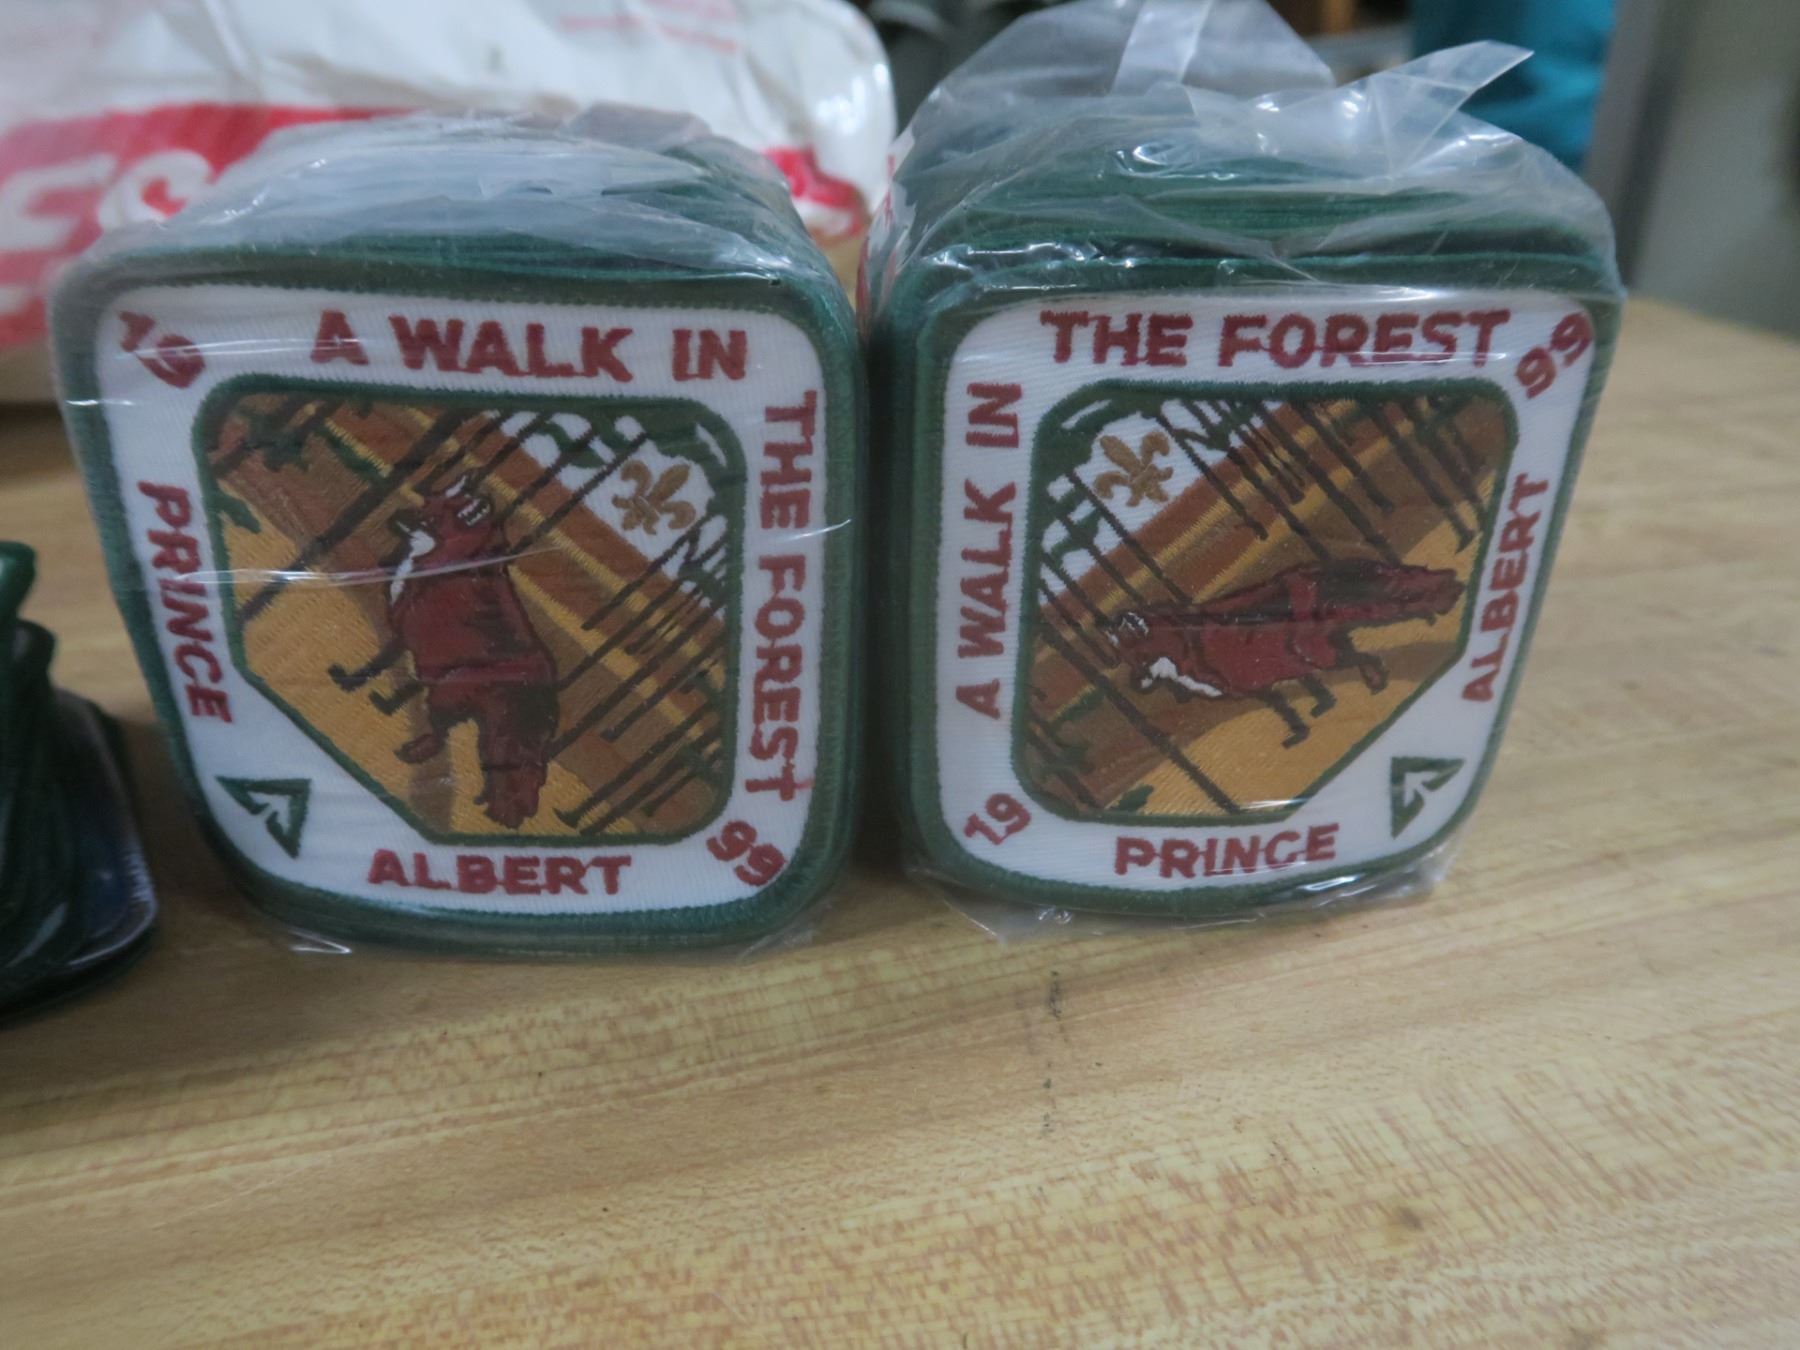 19
A WALK IN
THE FOREST
PRINCE
ALBERT
99
A WALK IN
THE FOREST
99
19
PRINCE
ALBERT